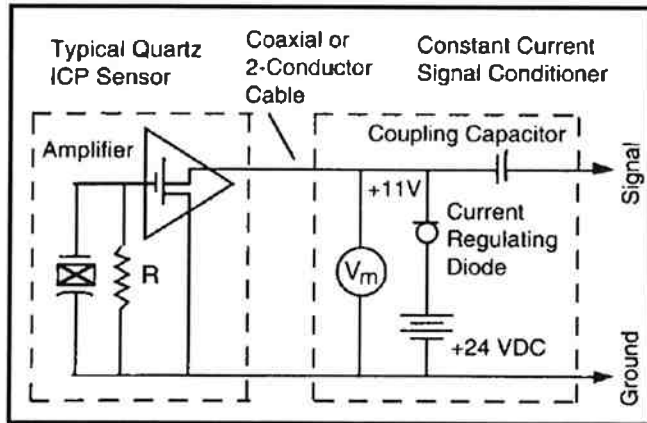 Typical Quartz
ICP Sensor
Coaxial or
2-Conductor
Cable
Constant Current
Signal Conditioner
Amplifier
R
Coupling Capacitor
+11V
Current
Regulating
Diode
Vm
+24 VDC
Signal
Ground